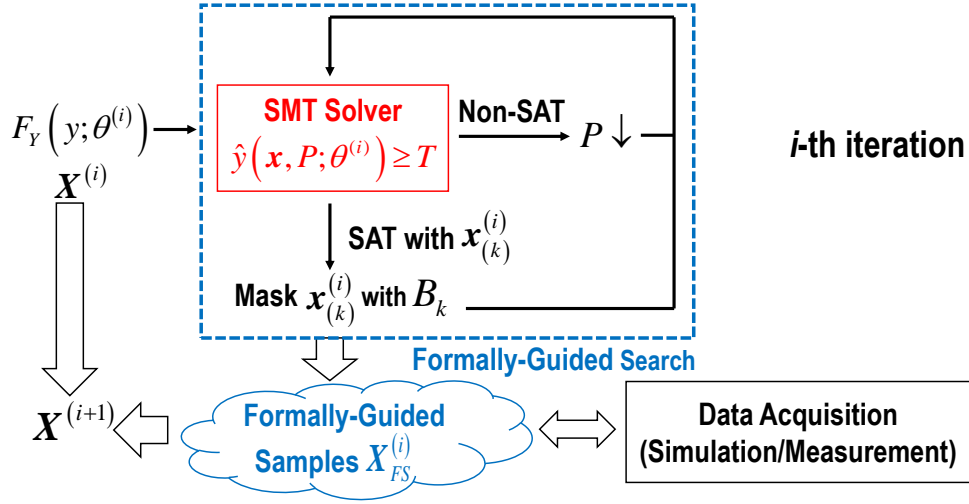 F_Y(y;θ^(i))
X^(i)
SMT Solver
ŷ(x, P;θ^(i)) ≥ T
Non-SAT
P ↓
i-th iteration
SAT with x_(k)^(i)
Mask x_(k)^(i) with B_k
Formally-Guided Search
X^(i+1)
Formally-Guided
Samples X_FS^(i)
Data Acquisition
(Simulation/Measurement)